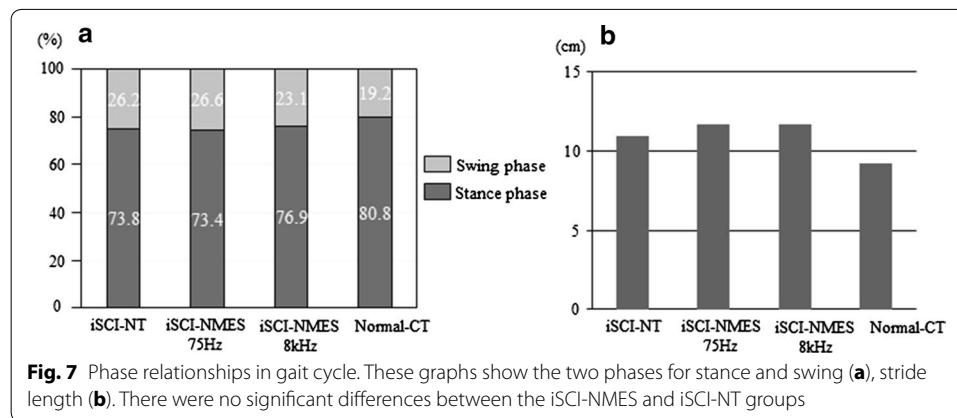 (%) a
100
80
60
40
20
0
26.2 26.6 23.1 19.2
73.8 73.4 76.9 80.8
iSCI-NT iSCI-NMES iSCI-NMES Normal-CT
75Hz 8kHz
Swing phase
Stance phase
b
(cm)
15
10
5
0
iSCI-NT iSCI-NMES iSCI-NMES Normal-CT
75Hz 8kHz
Fig. 7 Phase relationships in gait cycle. These graphs show the two phases for stance and swing (a), stride
length (b). There were no significant differences between the iSCI-NMES and iSCI-NT groups